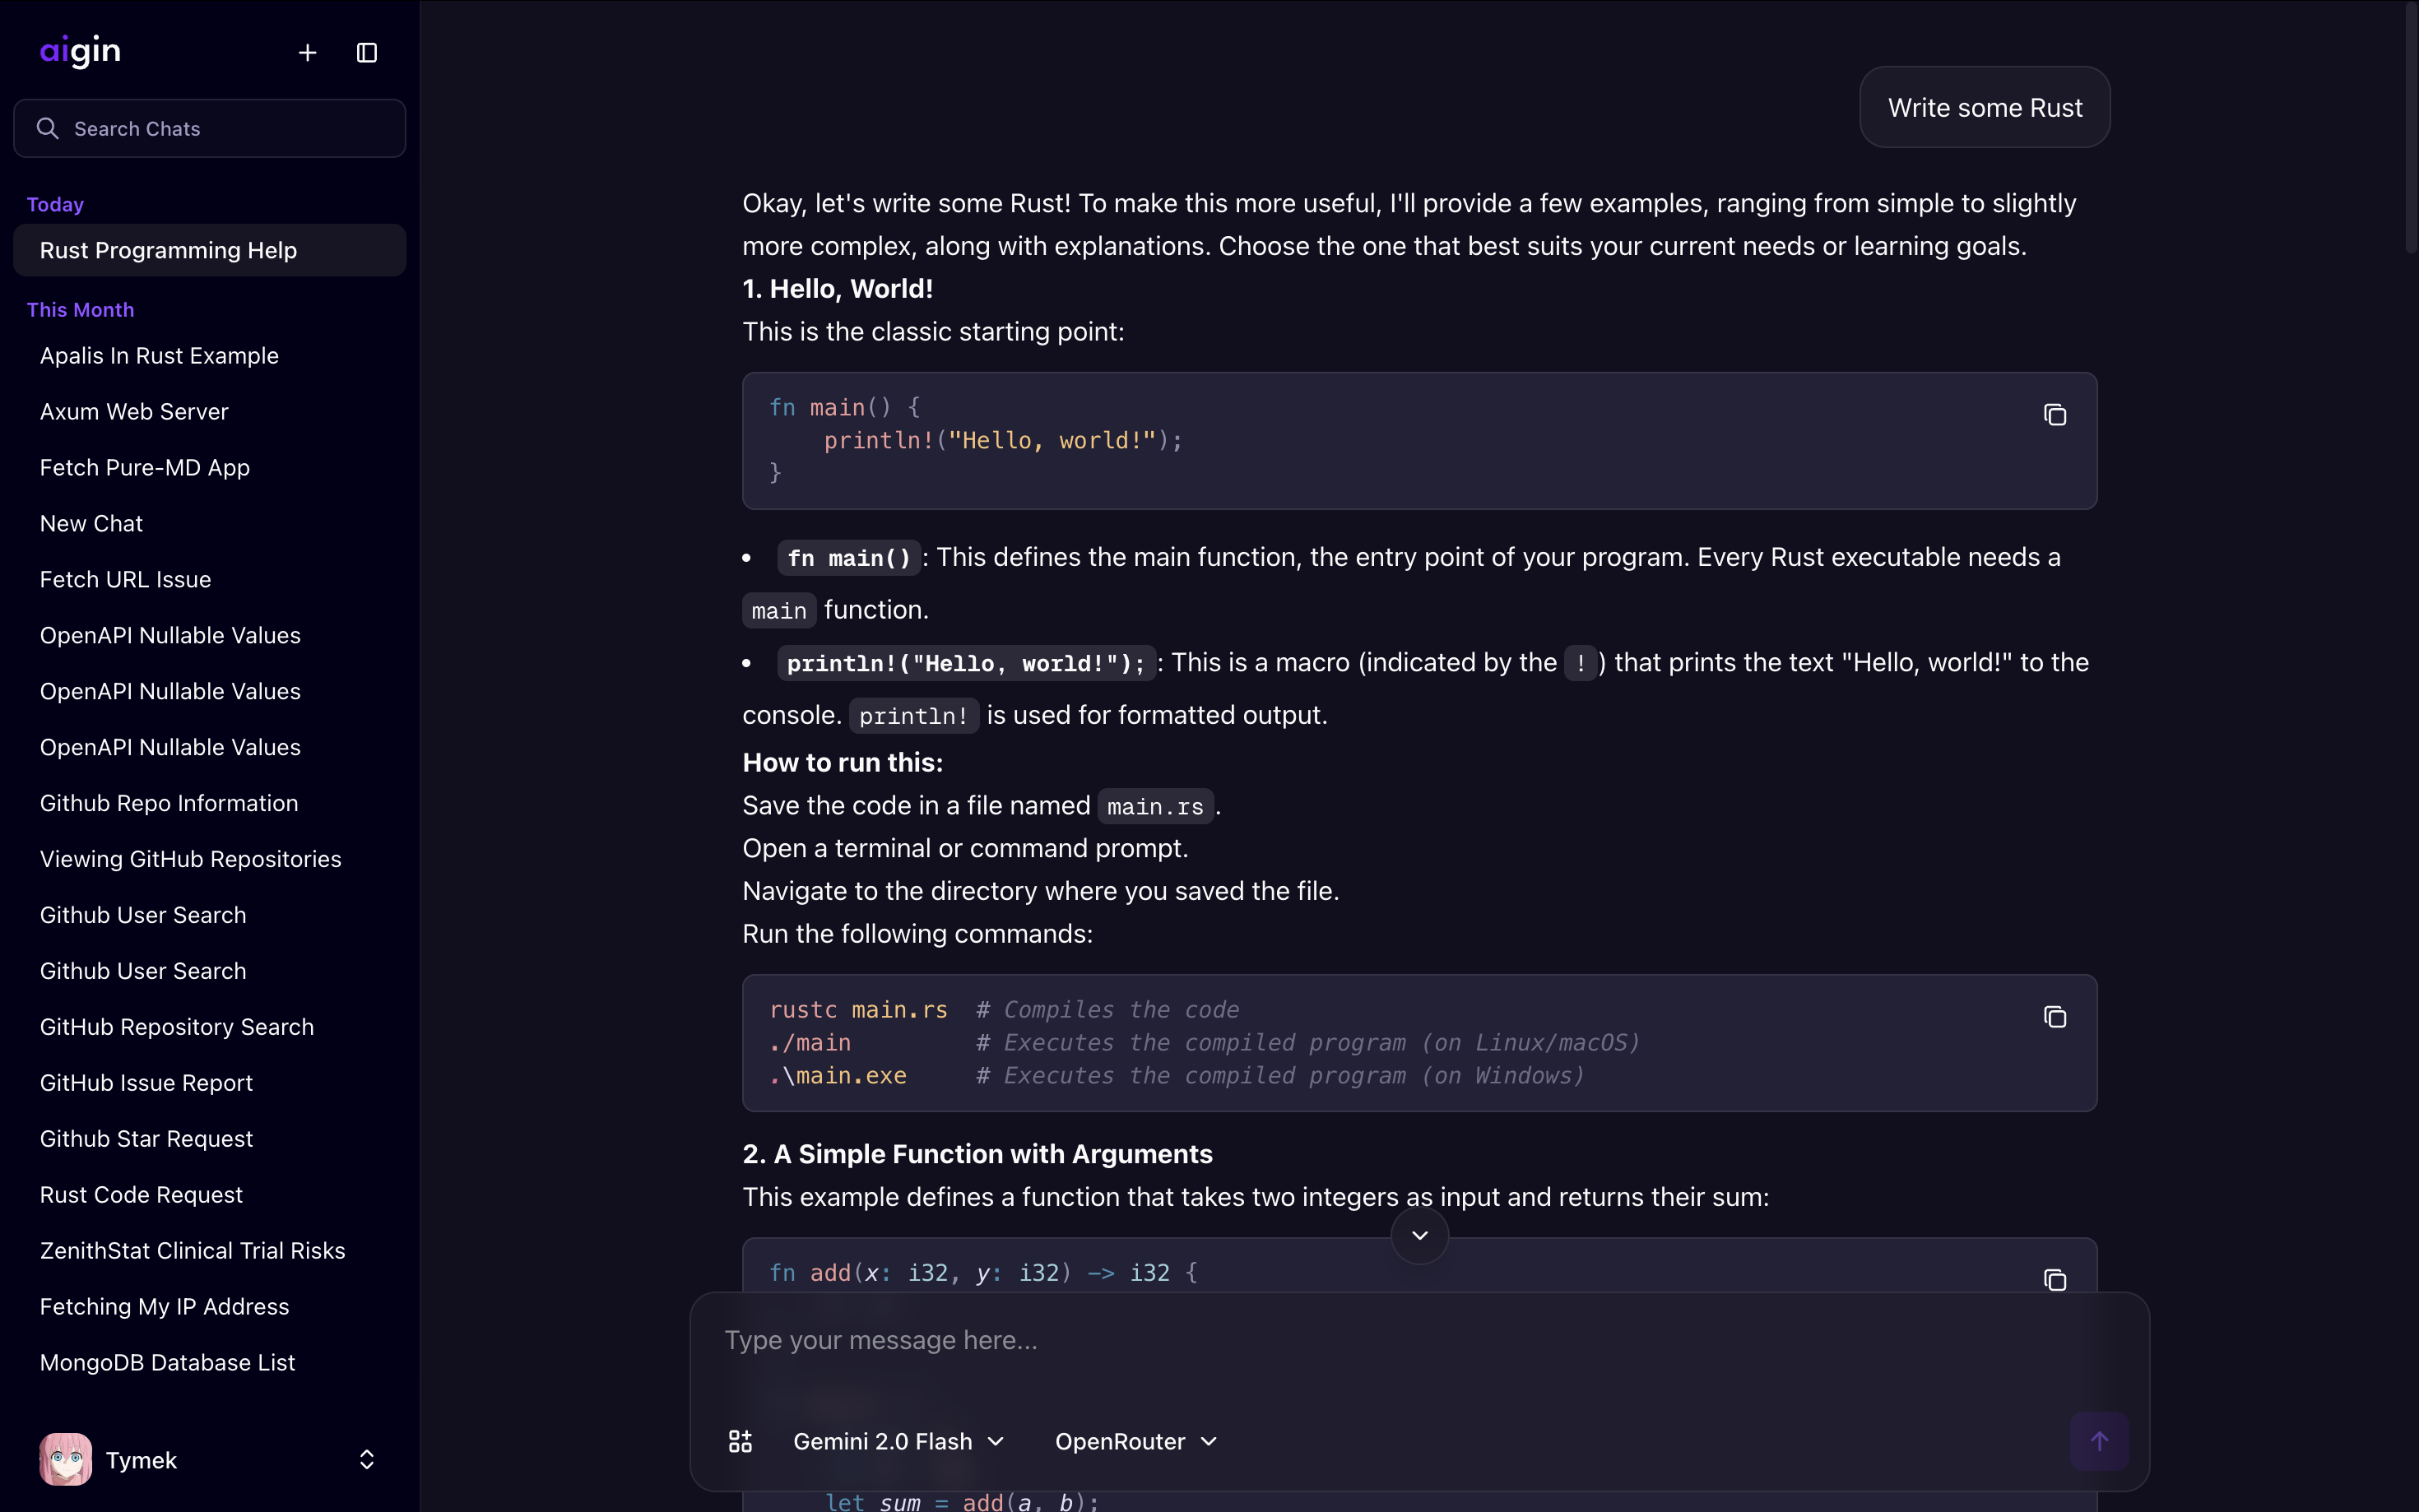 aigin
Search Chats
Today
Rust Programming Help
This Month
Apalis In Rust Example
Axum Web Server
Fetch Pure-MD App
New Chat
Fetch URL Issue
OpenAPI Nullable Values
OpenAPI Nullable Values
OpenAPI Nullable Values
Github Repo Information
Viewing GitHub Repositories
Github User Search
Github User Search
GitHub Repository Search
GitHub Issue Report
Github Star Request
Rust Code Request
ZenithStat Clinical Trial Risks
Fetching My IP Address
MongoDB Database List
Tymek
Write some Rust
Okay, let's write some Rust! To make this more useful, I'll provide a few examples, ranging from simple to slightly
more complex, along with explanations. Choose the one that best suits your current needs or learning goals.
1. Hello, World!
This is the classic starting point:
fn main() {
    println!("Hello, world!");
}
• fn main(): This defines the main function, the entry point of your program. Every Rust executable needs a
main function.
• println!("Hello, world!");: This is a macro (indicated by the !) that prints the text "Hello, world!" to the
console. println! is used for formatted output.
How to run this:
Save the code in a file named main.rs.
Open a terminal or command prompt.
Navigate to the directory where you saved the file.
Run the following commands:
rustc main.rs  # Compiles the code
./main         # Executes the compiled program (on Linux/macOS)
.\main.exe     # Executes the compiled program (on Windows)
2. A Simple Function with Arguments
This example defines a function that takes two integers as input and returns their sum:
fn add(x: i32, y: i32) -> i32 {
Type your message here...
Gemini 2.0 Flash
OpenRouter
let sum = add(a, b);